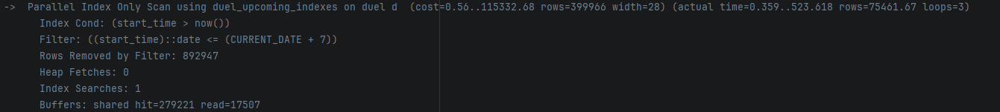 ->  Parallel Index Only Scan using duel_upcoming_indexes on duel d  (cost=0.56..115332.68 rows=399966 width=28) (actual time=0.359..523.618 rows=75461.67 loops=3)
Index Cond: (start_time > now())
Filter: ((start_time)::date <= (CURRENT_DATE + 7))
Rows Removed by Filter: 892947
Heap Fetches: 0
Index Searches: 1
Buffers: shared hit=279221 read=17507